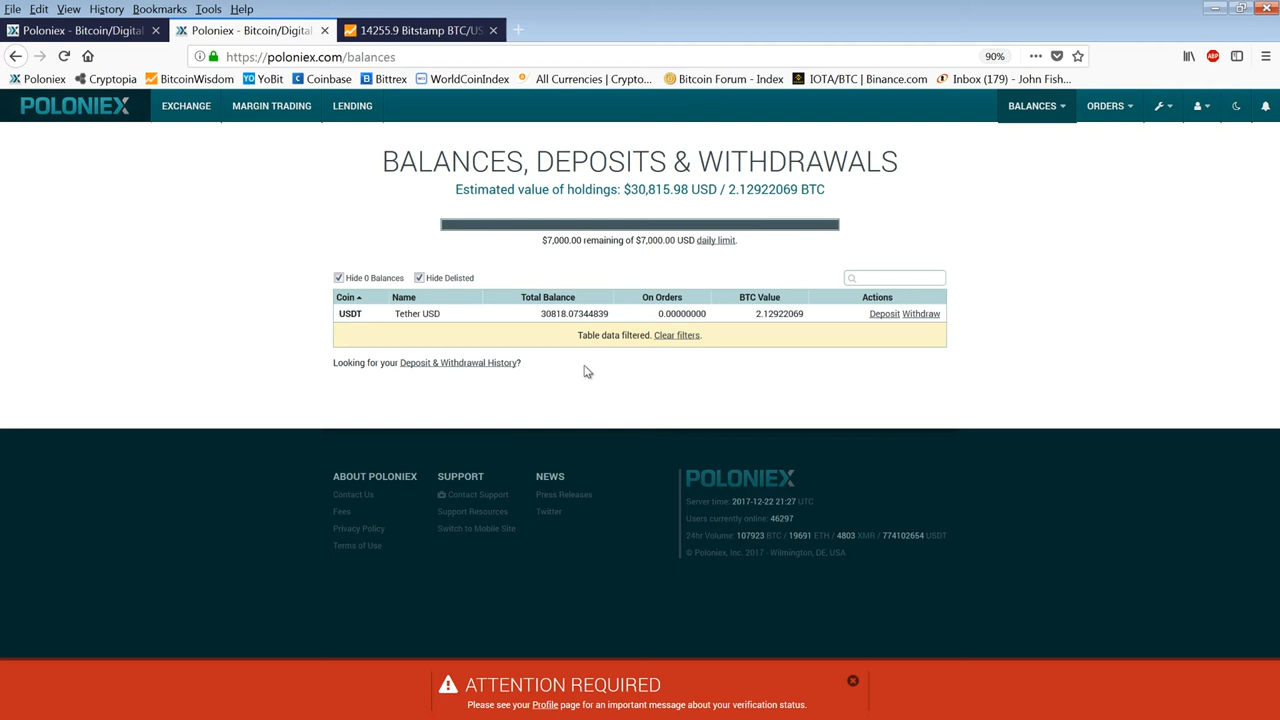 File Edit View History Bookmarks Tools Help
Poloniex - Bitcoin/Digital Poloniex - Bitcoin/Digital 14255.9 Bitstamp BTC/US
https://poloniex.com/balances 90%
Poloniex Cryptopia BitcoinWisdom YoBit Coinbase Bittrex WorldCoinIndex All Currencies | Crypto... Bitcoin Forum - Index IOTA/BTC | Binance.com Inbox (179) - John Fish...
POLONIEX EXCHANGE MARGIN TRADING LENDING BALANCES ORDERS
BALANCES, DEPOSITS & WITHDRAWALS
Estimated value of holdings: $30,815.98 USD / 2.12922069 BTC
$7,000.00 remaining of $7,000.00 USD daily limit.
Hide 0 Balances Hide Delisted
Coin Name Total Balance On Orders BTC Value Actions
USDT Tether USD 30818.07344839 0.00000000 2.12922069 Deposit Withdraw
Table data filtered. Clear filters.
Looking for your Deposit & Withdrawal History?
ABOUT POLONIEX SUPPORT NEWS POLONIEX
Contact Us Contact Support Press Releases Server time: 2017-12-22 21:27 UTC
Fees Support Resources Twitter Users currently online: 46297
Privacy Policy Switch to Mobile Site 24hr Volume: 107923 BTC / 19691 ETH / 4803 XMR / 774102654 USDT
Terms of Use © Poloniex, Inc. 2017 - Wilmington, DE, USA
ATTENTION REQUIRED
Please see your Profile page for an important message about your verification status.